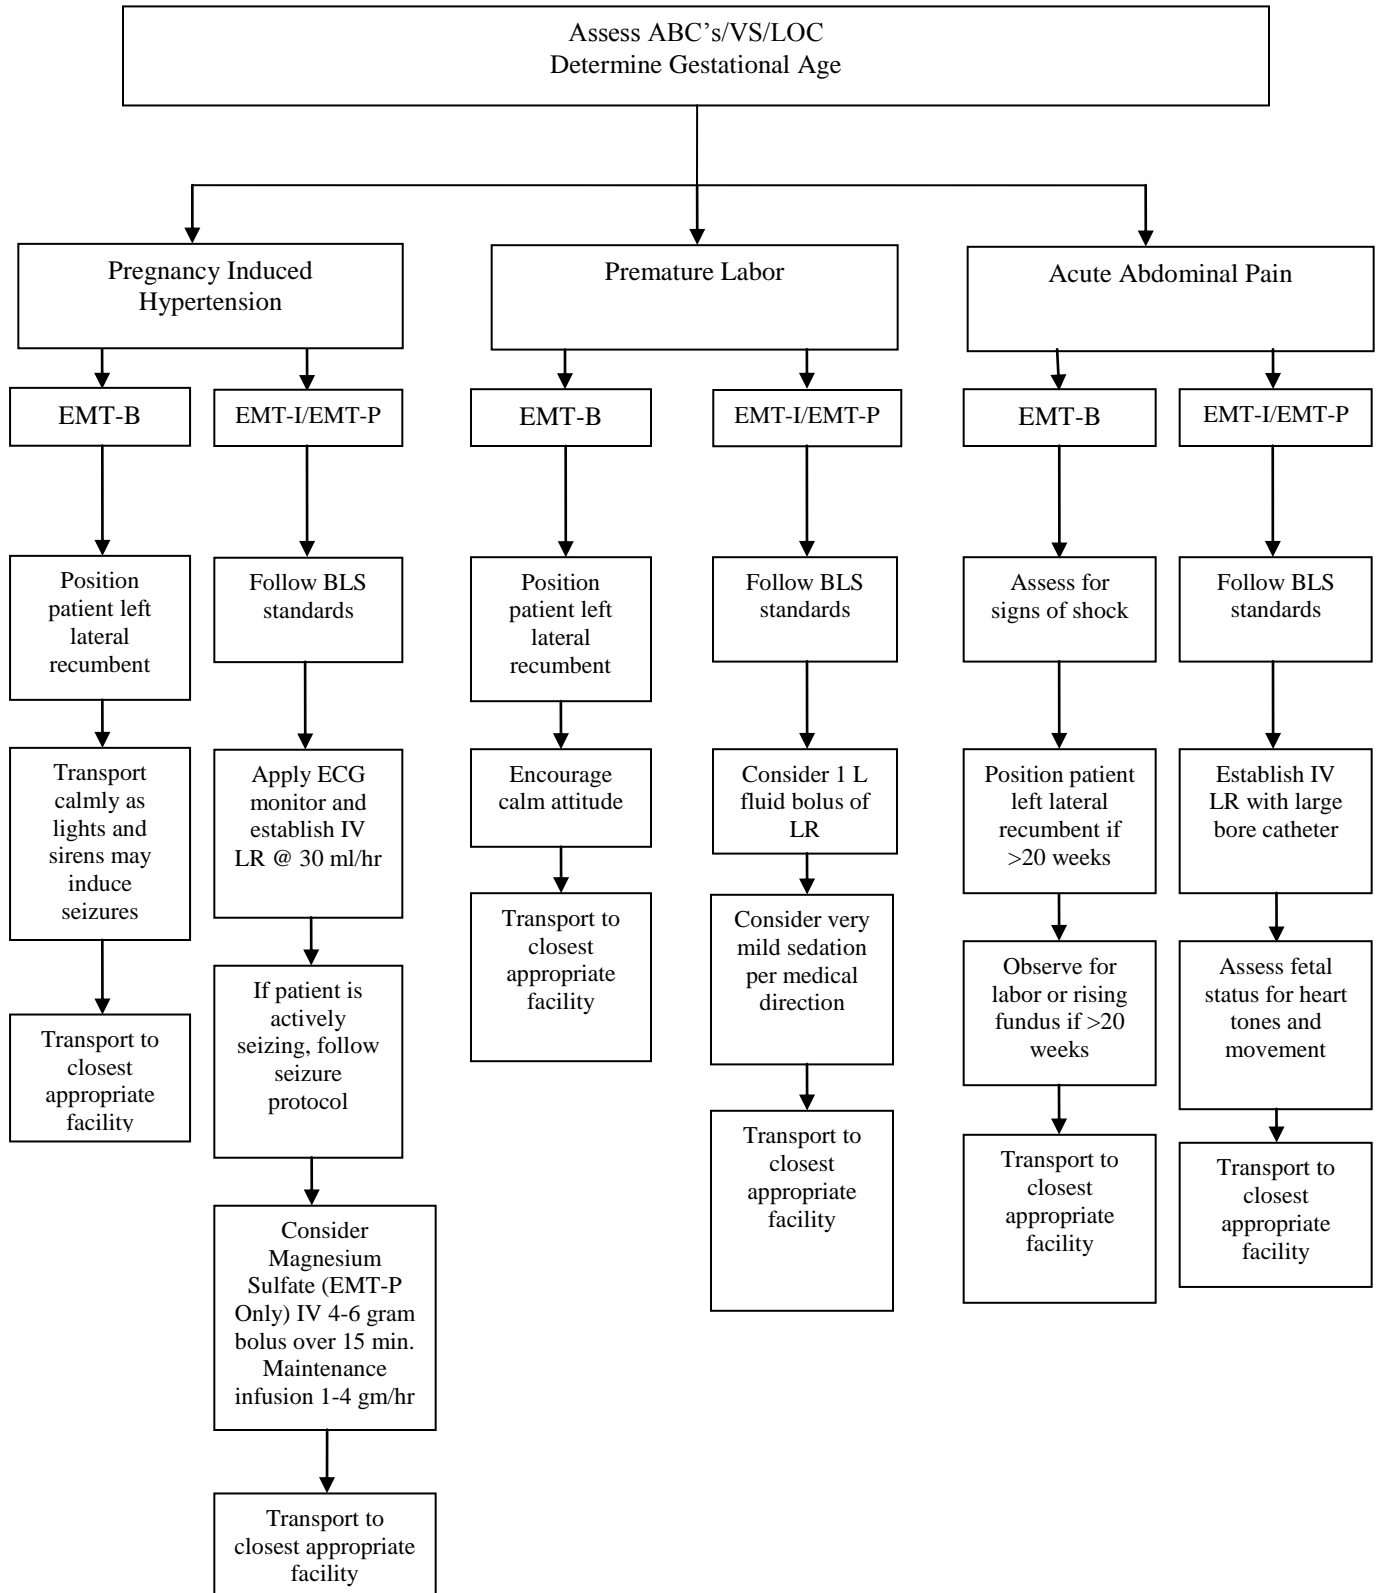 Assess ABC’s/VS/LOC
Determine Gestational Age
Pregnancy Induced
Hypertension
EMT-B
Position
patient left
lateral
recumbent
Transport
calmly as
lights and
sirens may
induce
seizures
Transport to
closest
appropriate
facility
EMT-I/EMT-P
Follow BLS
standards
Apply ECG
monitor and
establish IV
LR @ 30 ml/hr
If patient is
actively
seizing, follow
seizure
protocol
Consider
Magnesium
Sulfate (EMT-P
Only) IV 4-6 gram
bolus over 15 min.
Maintenance
infusion 1-4 gm/hr
Transport to
closest appropriate
facility
Premature Labor
EMT-B
Position
patient left
lateral
recumbent
Encourage
calm attitude
Transport to
closest
appropriate
facility
EMT-I/EMT-P
Follow BLS
standards
Consider 1 L
fluid bolus of
LR
Consider very
mild sedation
per medical
direction
Transport to
closest
appropriate
facility
Acute Abdominal Pain
EMT-B
Assess for
signs of shock
Position patient
left lateral
recumbent if
>20 weeks
Observe for
labor or rising
fundus if >20
weeks
Transport to
closest
appropriate
facility
EMT-I/EMT-P
Follow BLS
standards
Establish IV
LR with large
bore catheter
Assess fetal
status for heart
tones and
movement
Transport to
closest
appropriate
facility